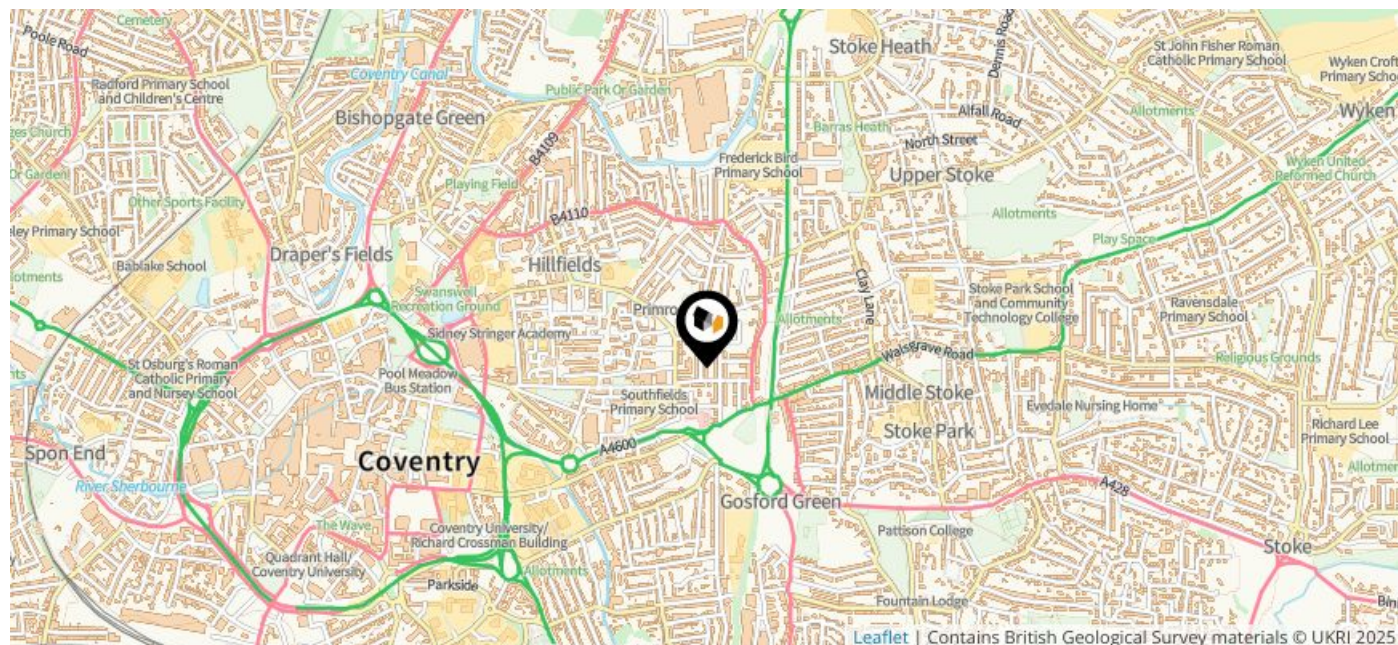 Cemetery
Poole Road
Radford Primary School
and Children's Centre
Coventry Canal
Bishopgate Green
B4109
Public Park Or Garden
Stoke Heath
Dennis Road
St John Fisher Roman
Catholic Primary School
Wyken Croft
Allotments
Wyken
Alfall Road
Barras Heath
North Street
Frederick Bird
Primary School
Upper Stoke
Wyken United
Reformed Church
Playing Field
Other Sports Facility
B4110
Allotments
Play Space
Bablake School
Draper's Fields
Hillfields
Swanswell
Recreation Ground
Clay Lane
Stoke Park School
and Community
Technology College
Ravensdale
Primary School
Allotments
Sidney Stringer Academy
Walsgrave Road
Religious Grounds
St Osburg's Roman
Catholic Primary
and Nursery School
Pool Meadow
Bus Station
Southfields
Primary School
Middle Stoke
Evedale Nursing Home
Richard Lee
Primary School
Stoke Park
A4600
Spon End
Coventry
River Sherbourne
Gosford Green
A428
The Wave
Coventry University/
Richard Crossman Building
Pattison College
Quadrant Hall/
Coventry University
Allotments
Stoke
Parkside
Fountain Lodge
Leaflet | Contains British Geological Survey materials © UKRI 2025